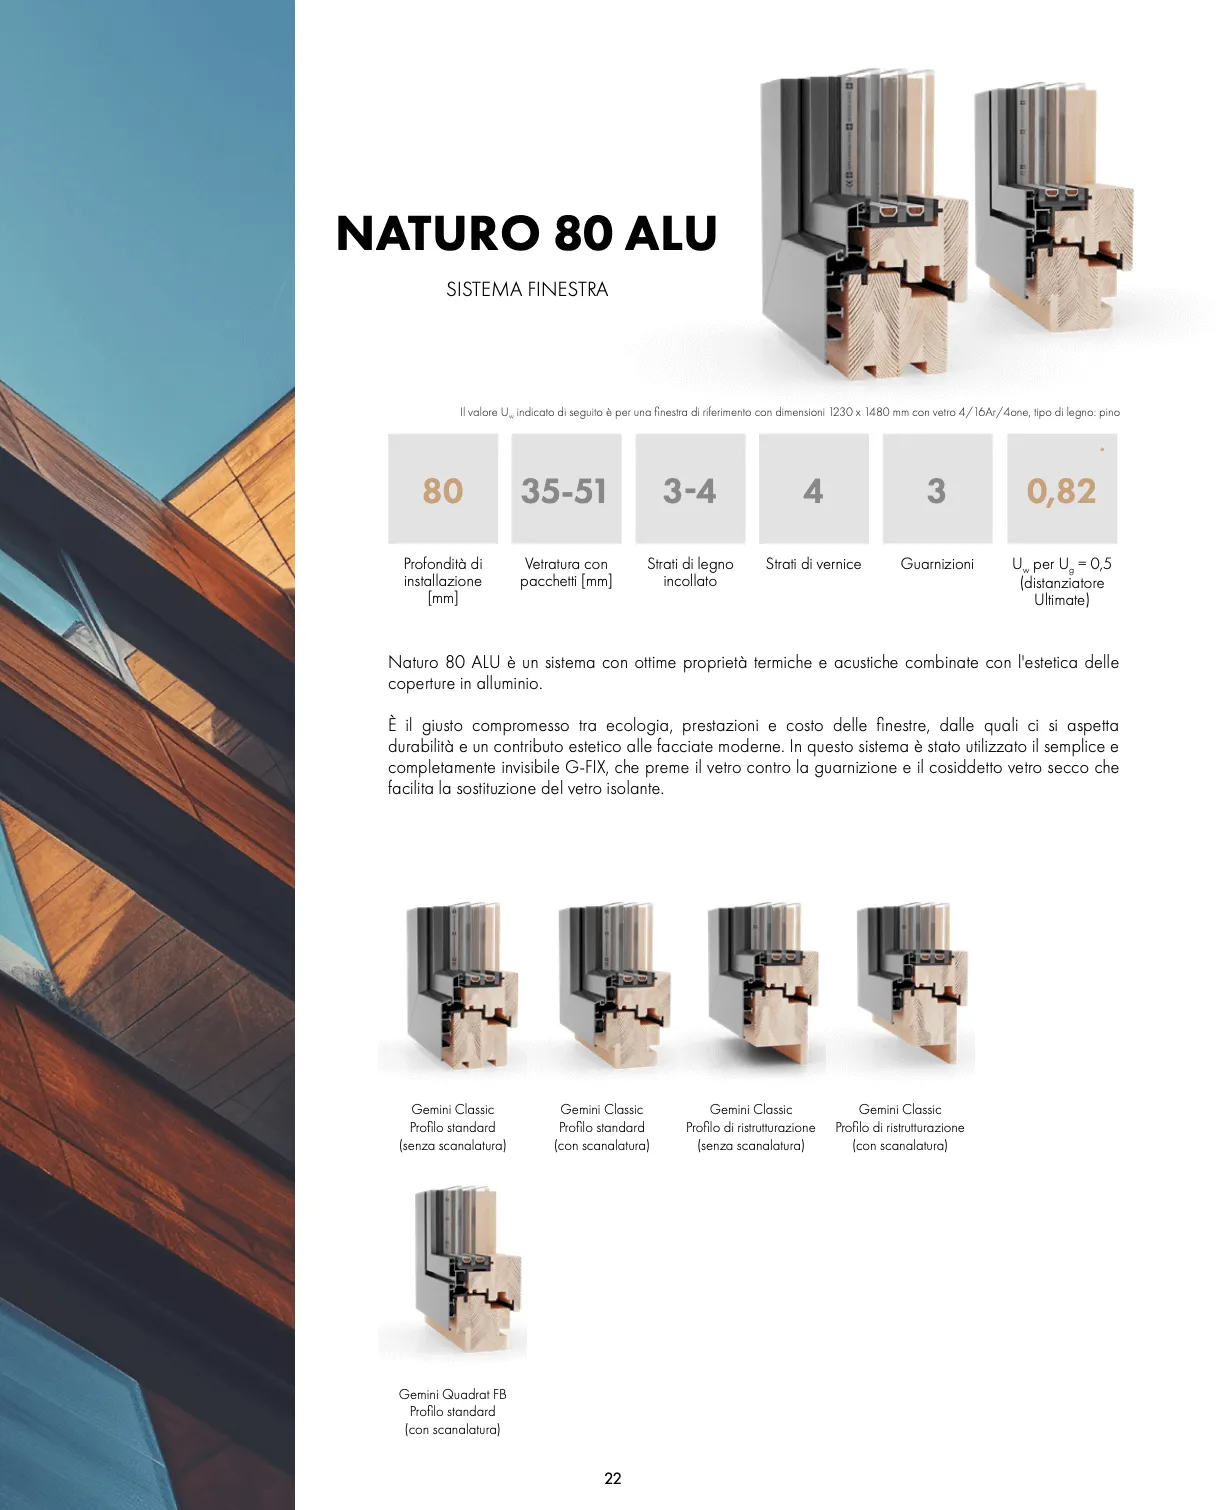 NATURO 80 ALU
SISTEMA FINESTRA
Il valore Uw indicato di seguito è per una finestra di riferimento con dimensioni 1230 x 1480 mm con vetro 4/16Ar/4one, tipo di legno: pino
80
35-51
3-4
4
3
0,82
Profondità di
installazione
[mm]
Vetratura con
pacchetti [mm]
Strati di legno
incollato
Strati di vernice
Guarnizioni
Uw per Ug = 0,5
(distanziatore
Ultimate)
Naturo 80 ALU è un sistema con ottime proprietà termiche e acustiche combinate con l'estetica delle
coperture in alluminio.
È il giusto compromesso tra ecologia, prestazioni e costo delle finestre, dalle quali ci si aspetta
durabilità e un contributo estetico alle facciate moderne. In questo sistema è stato utilizzato il semplice e
completamente invisibile G-FIX, che preme il vetro contro la guarnizione e il cosiddetto vetro secco che
facilita la sostituzione del vetro isolante.
Gemini Classic
Profilo standard
(senza scanalatura)
Gemini Classic
Profilo standard
(con scanalatura)
Gemini Classic
Profilo di ristrutturazione
(senza scanalatura)
Gemini Classic
Profilo di ristrutturazione
(con scanalatura)
Gemini Quadrat FB
Profilo standard
(con scanalatura)
22